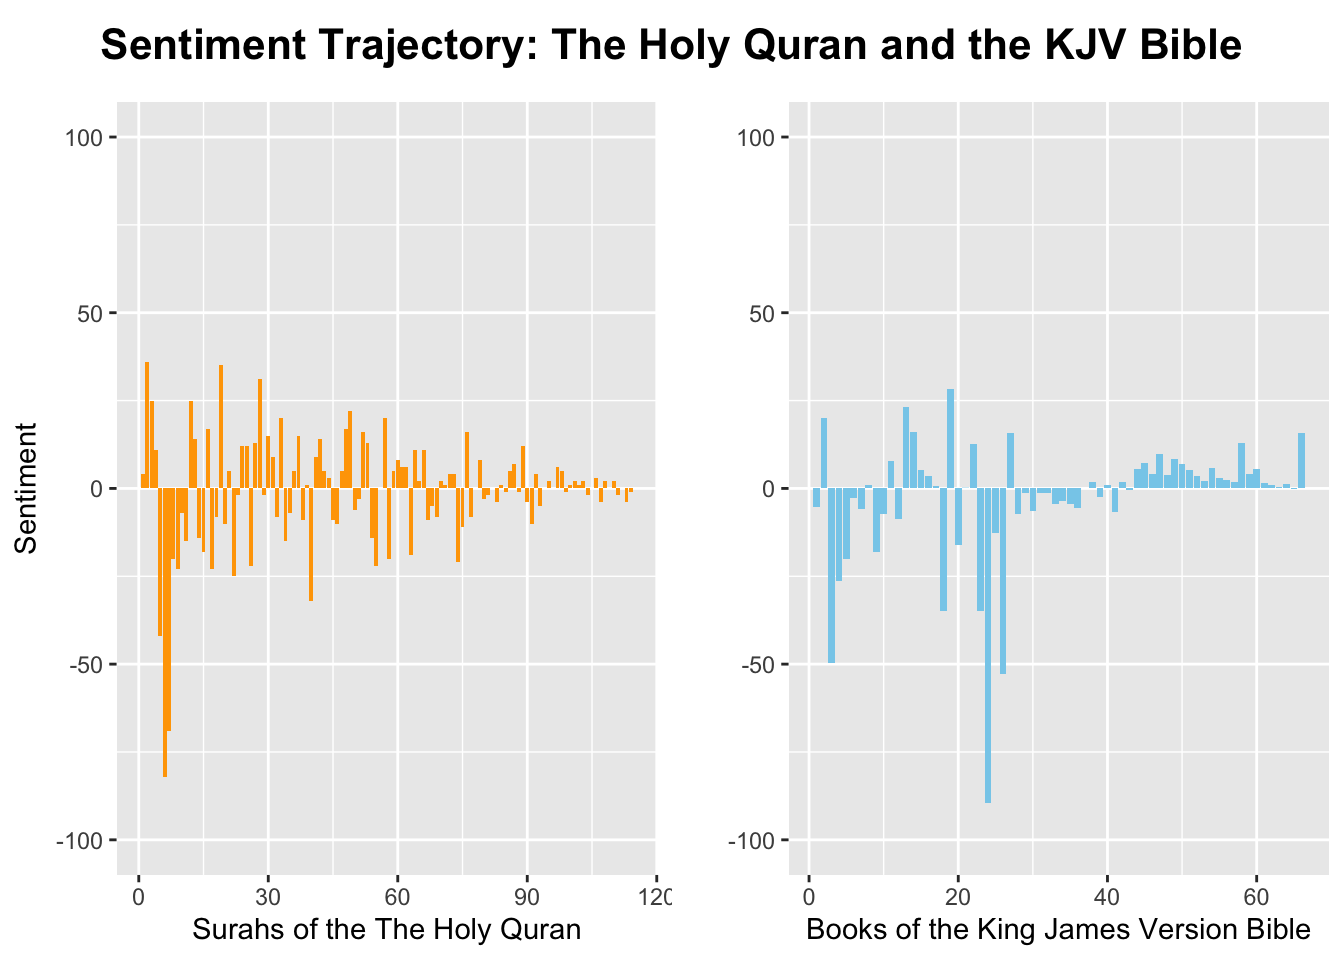 Sentiment Trajectory: The Holy Quran and the KJV Bible
Sentiment
100
50
0
-50
-100
0 30 60 90 120
Surahs of the The Holy Quran
100
50
0
-50
-100
0 20 40 60
Books of the King James Version Bible